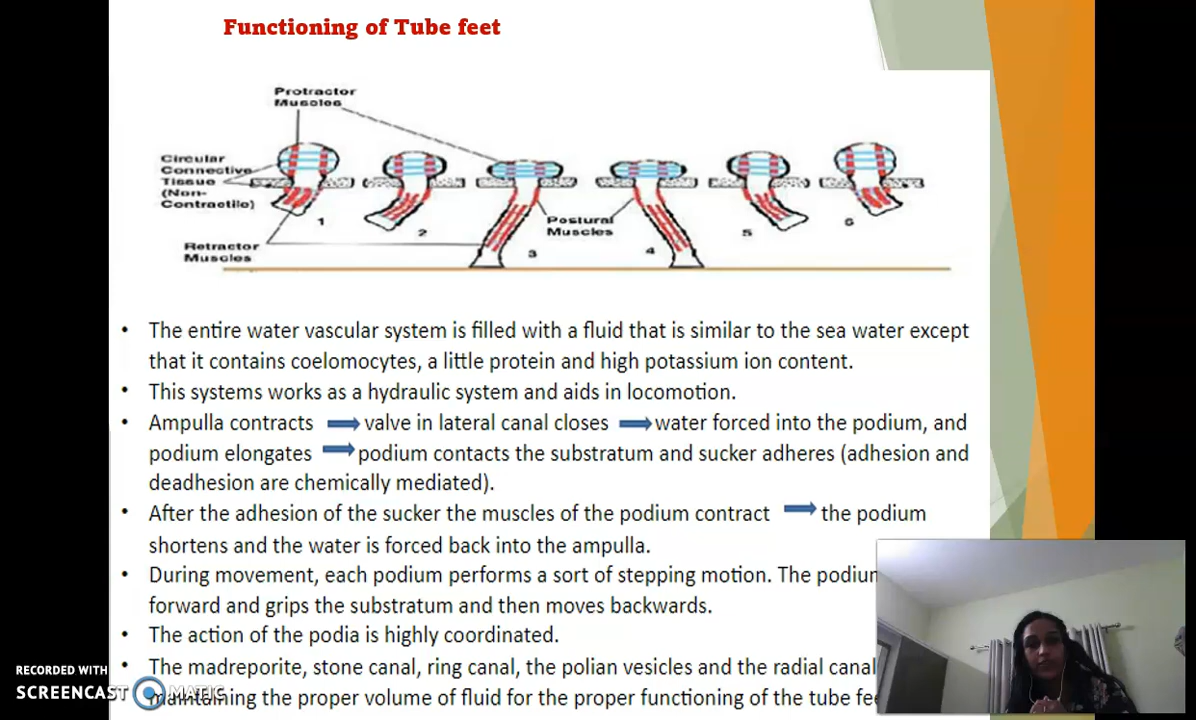 Functioning of Tube feet
Protractor
Muscles
Circular
Connective
Tissue
(Non-
Contractile)
Retractor
Muscles
Postural
Muscles
1
2
3
4
5
6
• The entire water vascular system is filled with a fluid that is similar to the sea water except
that it contains coelomocytes, a little protein and high potassium ion content.
• This systems works as a hydraulic system and aids in locomotion.
• Ampulla contracts ➡ valve in lateral canal closes ➡ water forced into the podium, and
podium elongates ➡ podium contacts the substratum and sucker adheres (adhesion and
deadhesion are chemically mediated).
• After the adhesion of the sucker the muscles of the podium contract ➡ the podium
shortens and the water is forced back into the ampulla.
• During movement, each podium performs a sort of stepping motion. The
forward and grips the substratum and then moves backwards.
• The action of the podia is highly coordinated.
• The madreporite, stone canal, ring canal, the polian vesicles and the radial canal
maintaining the proper volume of fluid for the proper functioning of the tube
RECORDED WITH
SCREENCAST MATIC